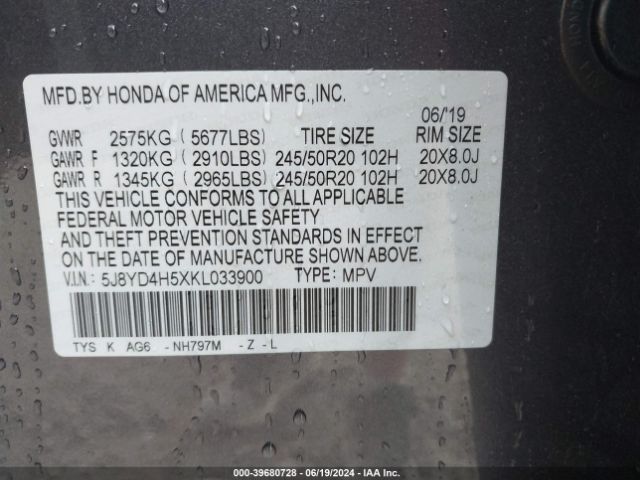 MFD.BY HONDA OF AMERICA MFG.,INC.
06/'19
GVWR 2575KG ( 5677LBS) TIRE SIZE RIM SIZE
GAWR F 1320KG ( 2910LBS) 245/50R20 102H 20X8.0J
GAWR R 1345KG ( 2965LBS) 245/50R20 102H 20X8.0J
THIS VEHICLE CONFORMS TO ALL APPLICABLE
FEDERAL MOTOR VEHICLE SAFETY
AND THEFT PREVENTION STANDARDS IN EFFECT
ON THE DATE OF MANUFACTURE SHOWN ABOVE.
V.I.N.: 5J8YD4H5XKL033900 TYPE: MPV
TYS K AG6 - NH797M - Z - L
000-39680728 - 06/19/2024 - IAA Inc.